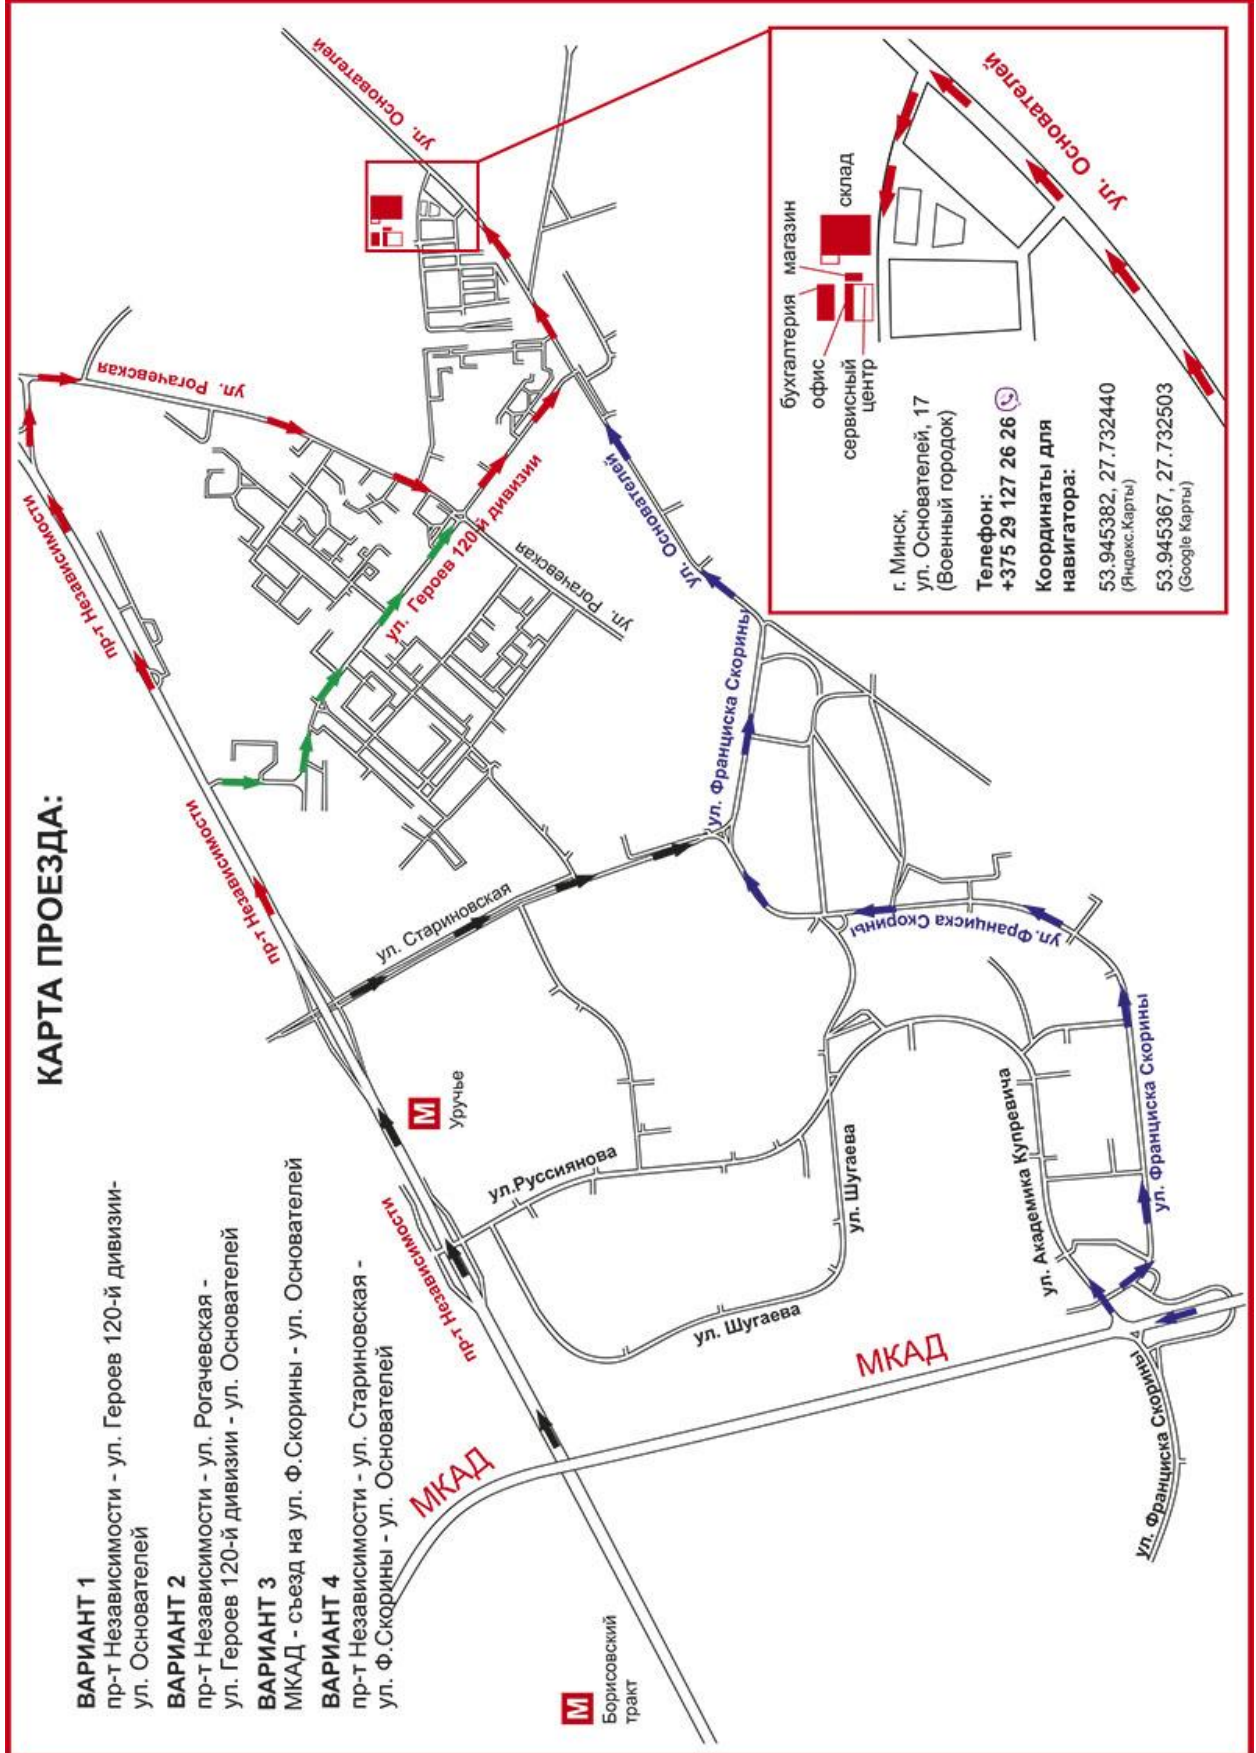 КАРТА ПРОЕЗДА:
ВАРИАНТ 1
пр-т Независимости - ул. Героев 120-й дивизии-
ул. Основателей
ВАРИАНТ 2
пр-т Независимости - ул. Рогачевская -
ул. Героев 120-й дивизии - ул. Основателей
ВАРИАНТ 3
МКАД - съезд на ул. Ф.Скорины - ул. Основателей
ВАРИАНТ 4
пр-т Независимости - ул. Стариновская -
ул. Ф.Скорины - ул. Основателей
М
Борисовский
тракт
МКАД
МКАД
пр-т Независимости
М
Уручье
пр-т Независимости
пр-т Независимости
пр-т Независимости
ул. Рогачевская
ул. Героев 120-й дивизии
ул. Рогачевская
ул. Основателей
ул. Основателей
ул. Стариновская
ул.Руссиянова
ул. Шугаева
ул. Шугаева
ул. Академика Купревича
ул. Франциска Скорины
ул. Франциска Скорины
ул.Франциска Скорины
ул. Франциска Скорины
бухгалтерия
магазин
офис
склад
сервисный
центр
ул. Основателей
г. Минск,
ул. Основателей, 17
(Военный городок)
Телефон:
+375 29 127 26 26
Координаты для
навигатора:
53.945382, 27.732440
(Яндекс.Карты)
53.945367, 27.732503
(Google Карты)